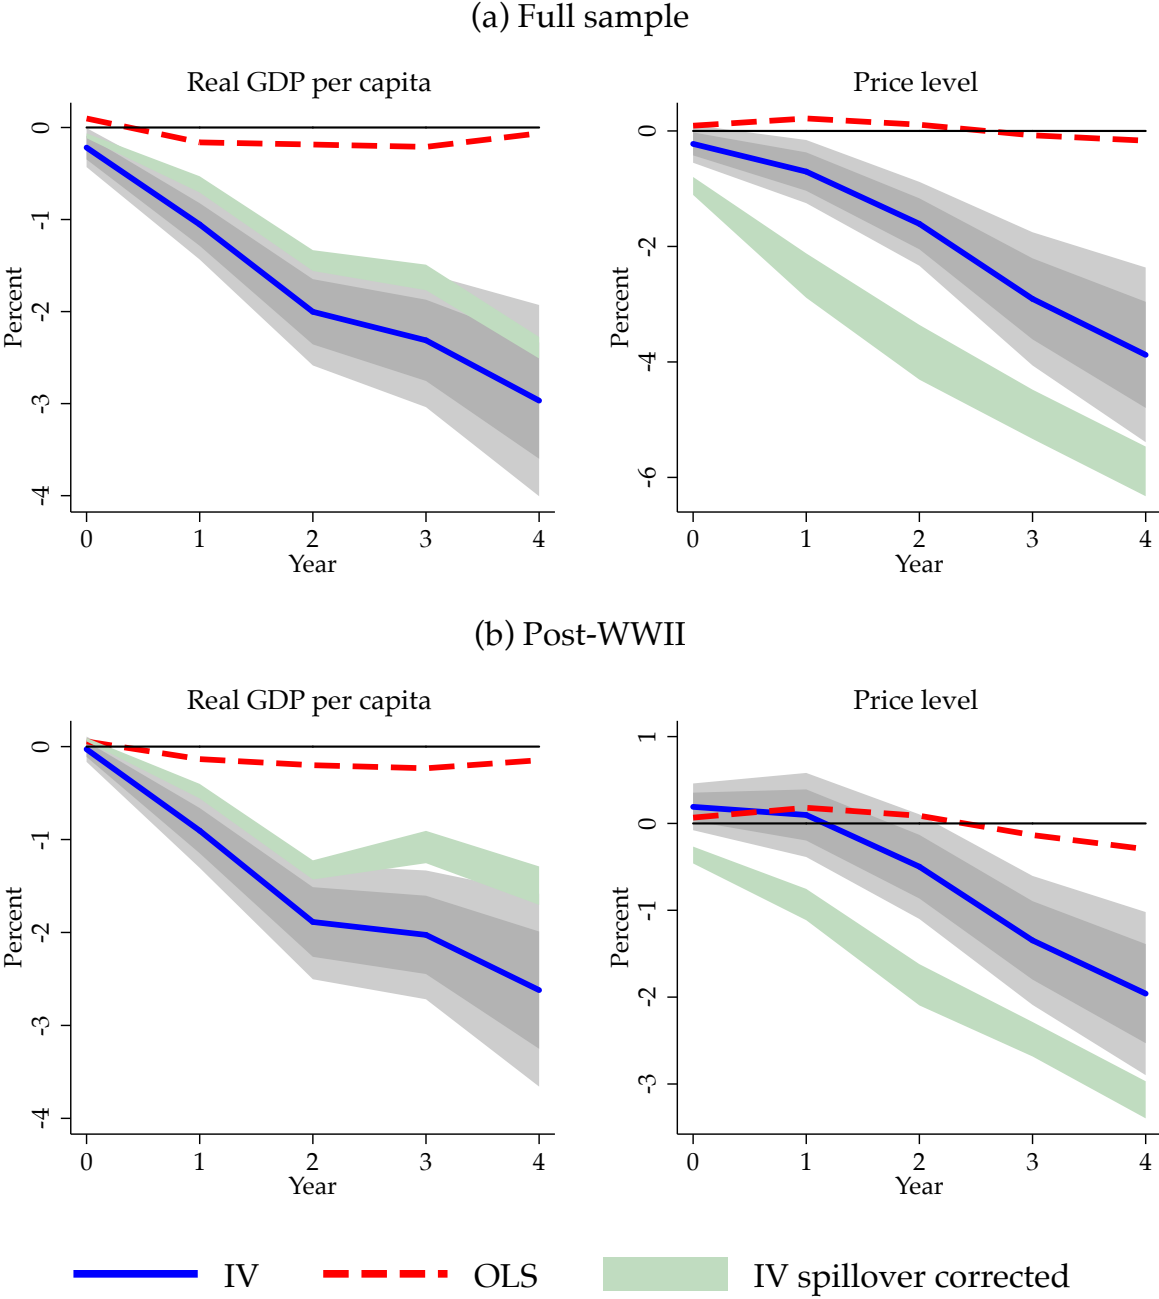 (a) Full sample
Real GDP per capita
Price level
0
-1
-2
-3
-4
Percent
0 1 2 3 4
Year
0
-2
-4
-6
Percent
0 1 2 3 4
Year
(b) Post-WWII
Real GDP per capita
Price level
0
-1
-2
-3
-4
Percent
0 1 2 3 4
Year
1
0
-1
-2
-3
Percent
0 1 2 3 4
Year
IV OLS IV spillover corrected